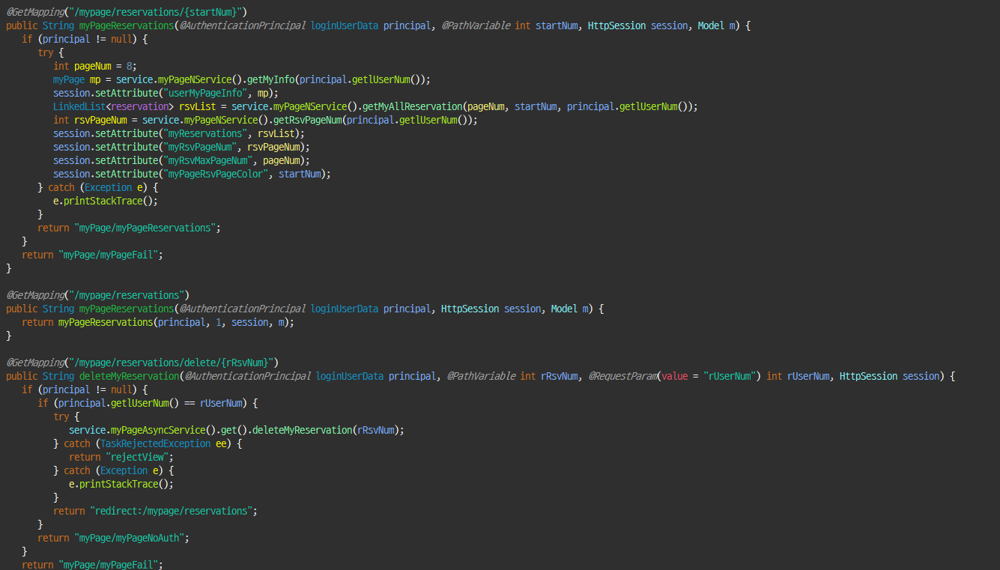 @GetMapping("/mypage/reservations/{startNum}")
public String myPageReservations(@AuthenticationPrincipal loginUserData principal, @PathVariable int startNum, HttpSession session, Model m) {
if (principal != null) {
try {
int pageNum = 8;
myPage mp = service.myPageNService().getMyInfo(principal.getlUserNum());
session.setAttribute("userMyPageInfo", mp);
LinkedList<reservation> rsvList = service.myPageNService().getMyAllReservation(pageNum, startNum, principal.getlUserNum());
int rsvPageNum = service.myPageNService().getRsvPageNum(principal.getlUserNum());
session.setAttribute("myReservations", rsvList);
session.setAttribute("myRsvPageNum", rsvPageNum);
session.setAttribute("myRsvMaxPageNum", pageNum);
session.setAttribute("myPageRsvPageColor", startNum);
} catch (Exception e) {
e.printStackTrace();
}
return "myPage/myPageReservations";
}
return "myPage/myPageFail";
}
@GetMapping("/mypage/reservations")
public String myPageReservations(@AuthenticationPrincipal loginUserData principal, HttpSession session, Model m) {
return myPageReservations(principal, 1, session, m);
}
@GetMapping("/mypage/reservations/delete/{rRsvNum}")
public String deleteMyReservation(@AuthenticationPrincipal loginUserData principal, @PathVariable int rRsvNum, @RequestParam(value = "rUserNum") int rUserNum, HttpSession session) {
if (principal != null) {
if (principal.getlUserNum() == rUserNum) {
try {
service.myPageAsyncService().get().deleteMyReservation(rRsvNum);
} catch (TaskRejectedException ee) {
return "rejectView";
} catch (Exception e) {
e.printStackTrace();
}
return "redirect:/mypage/reservations";
}
return "myPage/myPageNoAuth";
}
return "myPage/myPageFail";